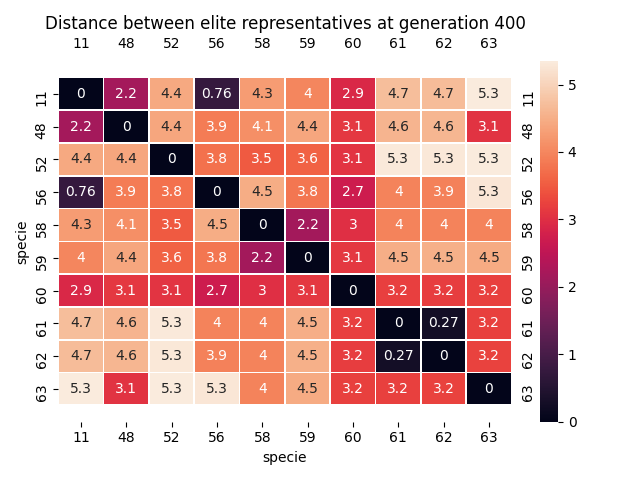 Distance between elite representatives at generation 400
11 48 52 56 58 59 60 61 62 63
11 0 2.2 4.4 0.76 4.3 4 2.9 4.7 4.7 5.3 11
48 2.2 0 4.4 3.9 4.1 4.4 3.1 4.6 4.6 3.1 48
52 4.4 4.4 0 3.8 3.5 3.6 3.1 5.3 5.3 5.3 52
56 0.76 3.9 3.8 0 4.5 3.8 2.7 4 3.9 5.3 56
58 4.3 4.1 3.5 4.5 0 2.2 3 4 4 4 58
59 4 4.4 3.6 3.8 2.2 0 3.1 4.5 4.5 4.5 59
60 2.9 3.1 3.1 2.7 3 3.1 0 3.2 3.2 3.2 60
61 4.7 4.6 5.3 4 4 4.5 3.2 0 0.27 3.2 61
62 4.7 4.6 5.3 3.9 4 4.5 3.2 0.27 0 3.2 62
63 5.3 3.1 5.3 5.3 4 4.5 3.2 3.2 3.2 0 63
11 48 52 56 58 59 60 61 62 63
specie
specie
5
4
3
2
1
0